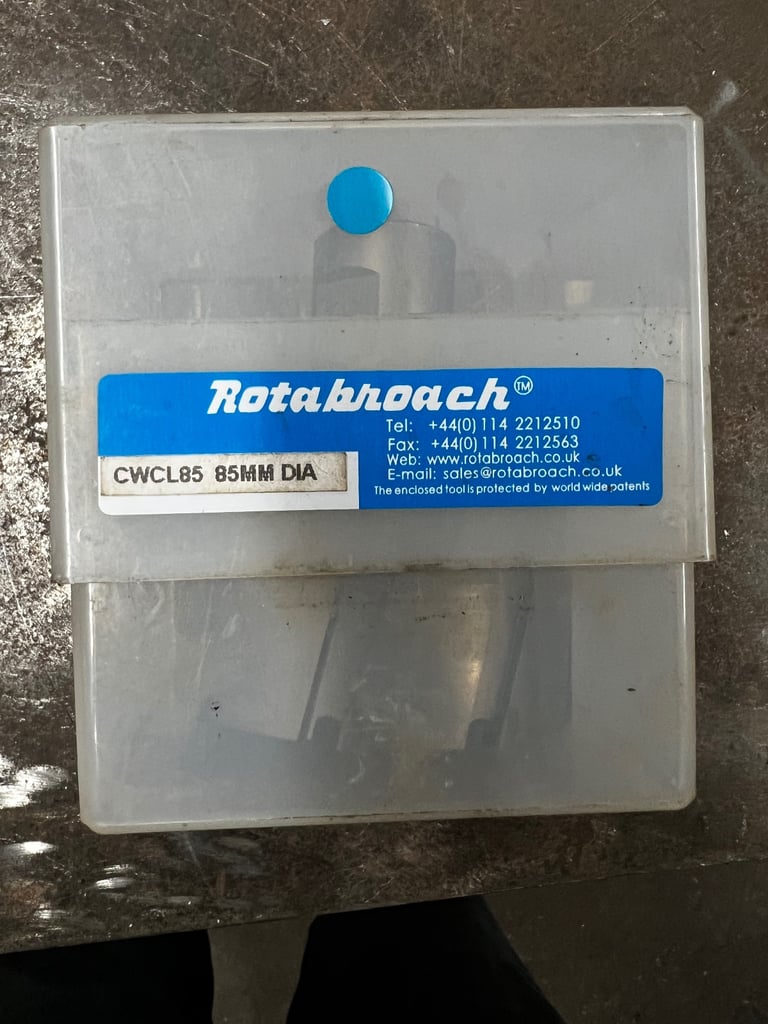 Rotabroach™
Tel: +44(0) 114 2212510
Fax: +44(0) 114 2212563
Web: www.rotabroach.co.uk
E-mail: sales@rotabroach.co.uk
The enclosed tool is protected by world wide patents
CWCL85 85MM DIA